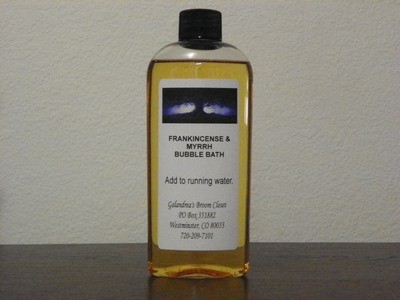 FRANKINCENSE &
MYRRH
BUBBLE BATH
Add to running water.
Galandrea's Broom Closet
PO Box 351882
Westminster, CO 80035
720-209-7101